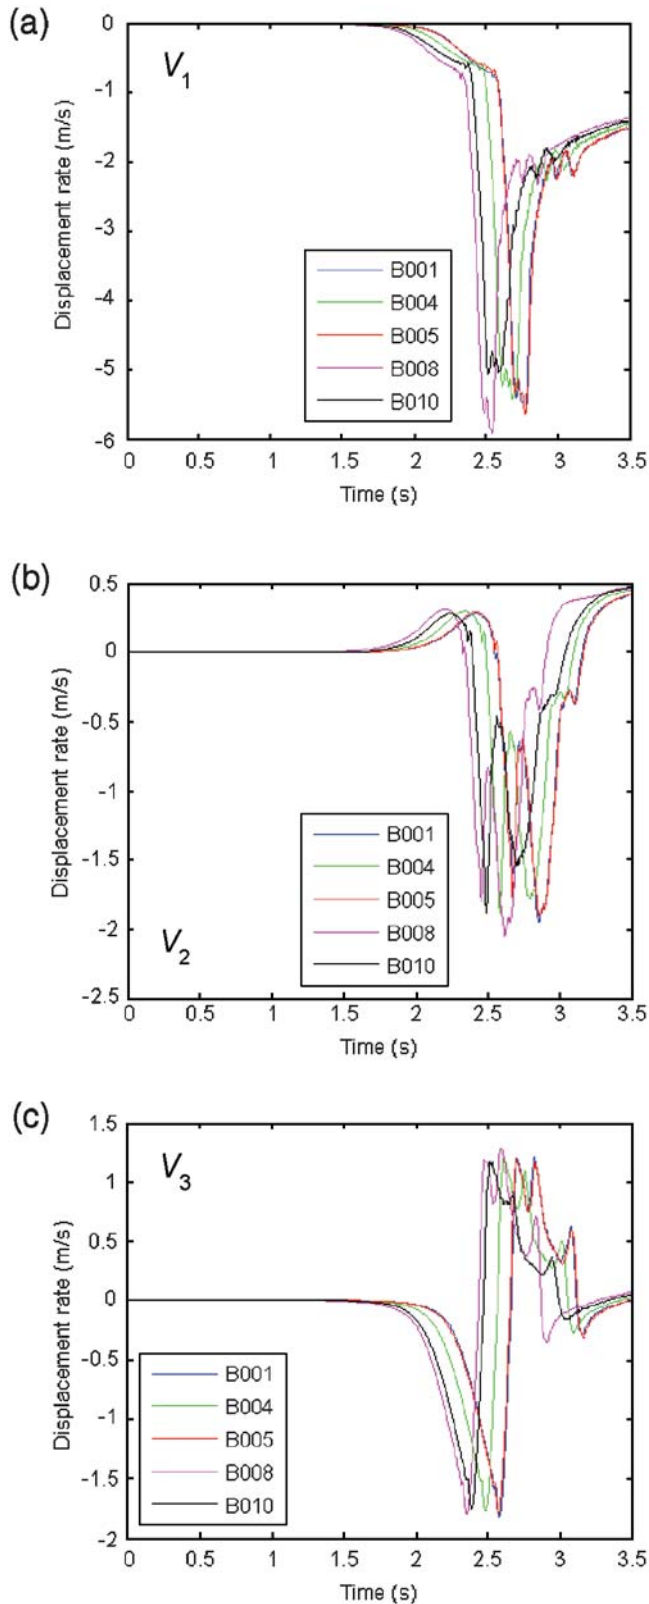 (a)
V1
Displacement rate (m/s)
0
-1
-2
-3
-4
-5
-6
B001
B004
B005
B008
B010
0 0.5 1 1.5 2 2.5 3 3.5
Time (s)
(b)
Displacement rate (m/s)
0.5
0
-0.5
-1
-1.5
-2
-2.5
B001
B004
B005
B008
B010
V2
0 0.5 1 1.5 2 2.5 3 3.5
Time (s)
(c)
V3
Displacement rate (m/s)
1.5
1
0.5
0
-0.5
-1
-1.5
-2
B001
B004
B005
B008
B010
0 0.5 1 1.5 2 2.5 3 3.5
Time (s)